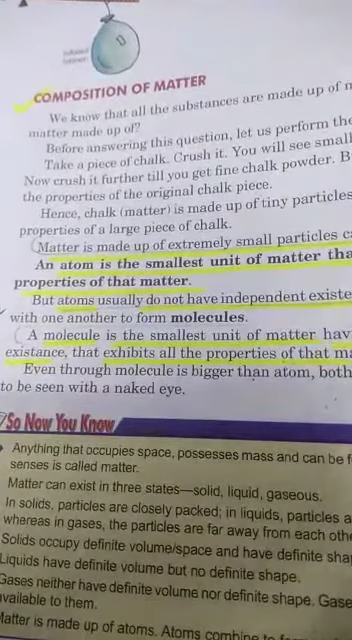 COMPOSITION OF MATTER
We know that all the substances are made up of
matter made up of?
Before answering this question, let us perform the
Take a piece of chalk. Crush it. You will see small
Now crush it further till you get fine chalk powder.
the properties of the original chalk piece.
Hence, chalk (matter) is made up of tiny particles
properties of a large piece of chalk.
Matter is made up of extremely small particles
An atom is the smallest unit of matter
properties of that matter.
But atoms usually do not have independent
with one another to form molecules.
A molecule is the smallest unit of matter
existance, that exhibits all the properties of that
Even through molecule is bigger than atom, both
to be seen with a naked eye.
So Now You Know
Anything that occupies space, possesses mass and can be
senses is called matter.
Matter can exist in three states—solid, liquid, gaseous.
In solids, particles are closely packed; in liquids, particles
whereas in gases, the particles are far away from each
Solids occupy definite volume/space and have definite
Liquids have definite volume but no definite shape.
Gases neither have definite volume nor definite shape.
available to them.
Matter is made up of atoms. Atoms combine to